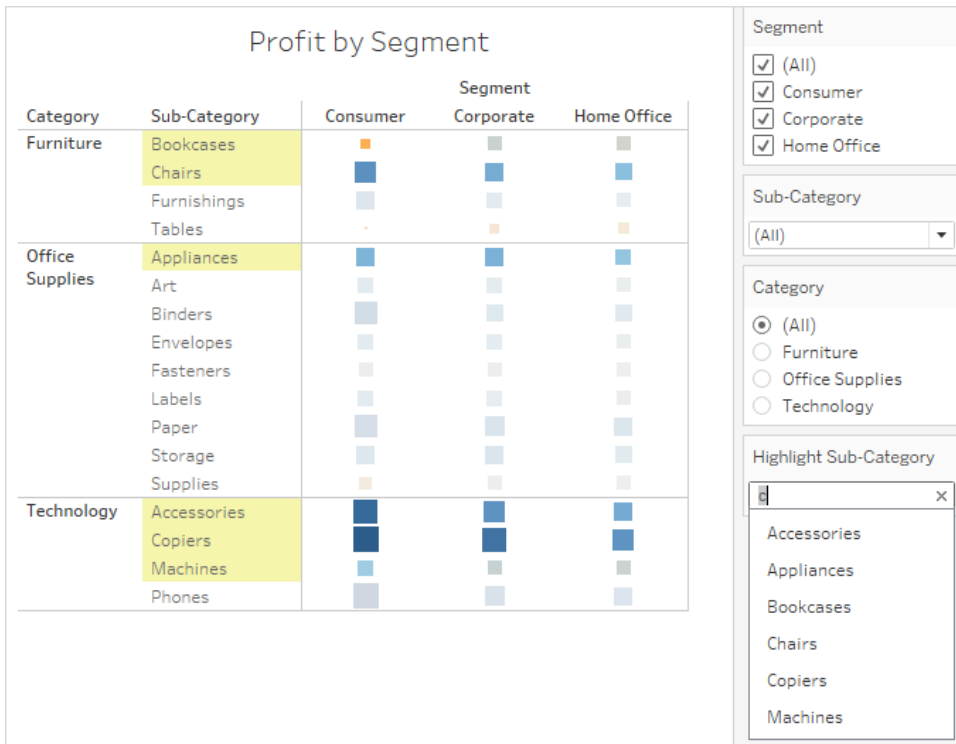 Profit by Segment
Segment
Category Sub-Category Consumer Corporate Home Office
Furniture Bookcases
Chairs
Furnishings
Tables
Office Supplies Appliances
Art
Binders
Envelopes
Fasteners
Labels
Paper
Storage
Supplies
Technology Accessories
Copiers
Machines
Phones
Segment
(All)
Consumer
Corporate
Home Office
Sub-Category
(All)
Category
(All)
Furniture
Office Supplies
Technology
Highlight Sub-Category
c
Accessories
Appliances
Bookcases
Chairs
Copiers
Machines